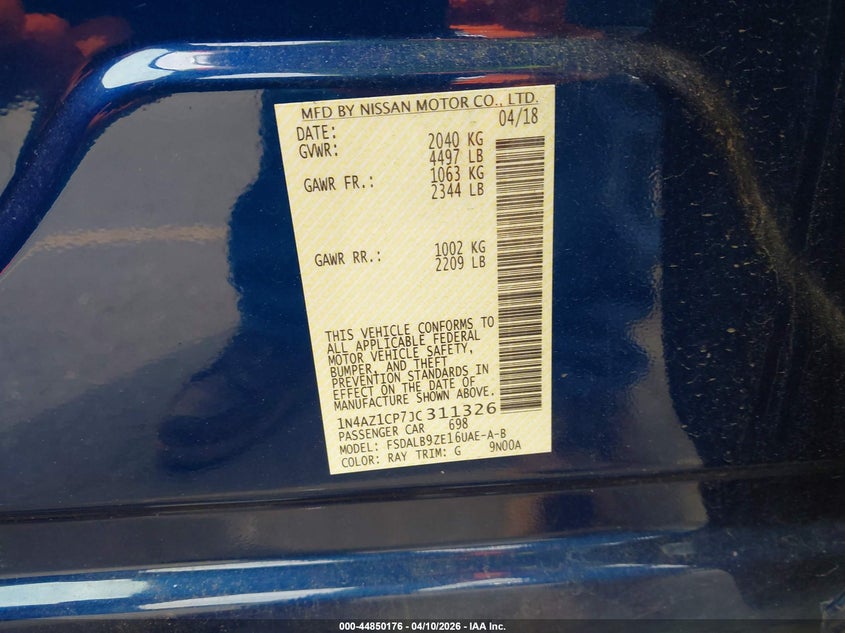 MFD BY NISSAN MOTOR CO., LTD.
DATE: 04/18
GVWR: 2040 KG
4497 LB
GAWR FR.: 1063 KG
2344 LB
GAWR RR.: 1002 KG
2209 LB
THIS VEHICLE CONFORMS TO
ALL APPLICABLE FEDERAL
MOTOR VEHICLE SAFETY,
BUMPER, AND THEFT
PREVENTION STANDARDS IN
EFFECT ON THE DATE OF
MANUFACTURE SHOWN ABOVE.
1N4AZ1CP7JC311326
PASSENGER CAR 698
MODEL: FSDALB9ZE16UAE-A-B
COLOR: RAY TRIM: G 9N00A
000-44850176 - 04/10/2026 - IAA Inc.